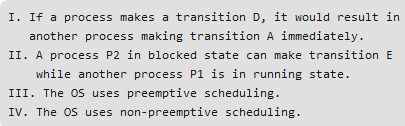 I. If a process makes a transition D, it would result in
another process making transition A immediately.
II. A process P2 in blocked state can make transition E
while another process P1 is in running state.
III. The OS uses preemptive scheduling.
IV. The OS uses non-preemptive scheduling.